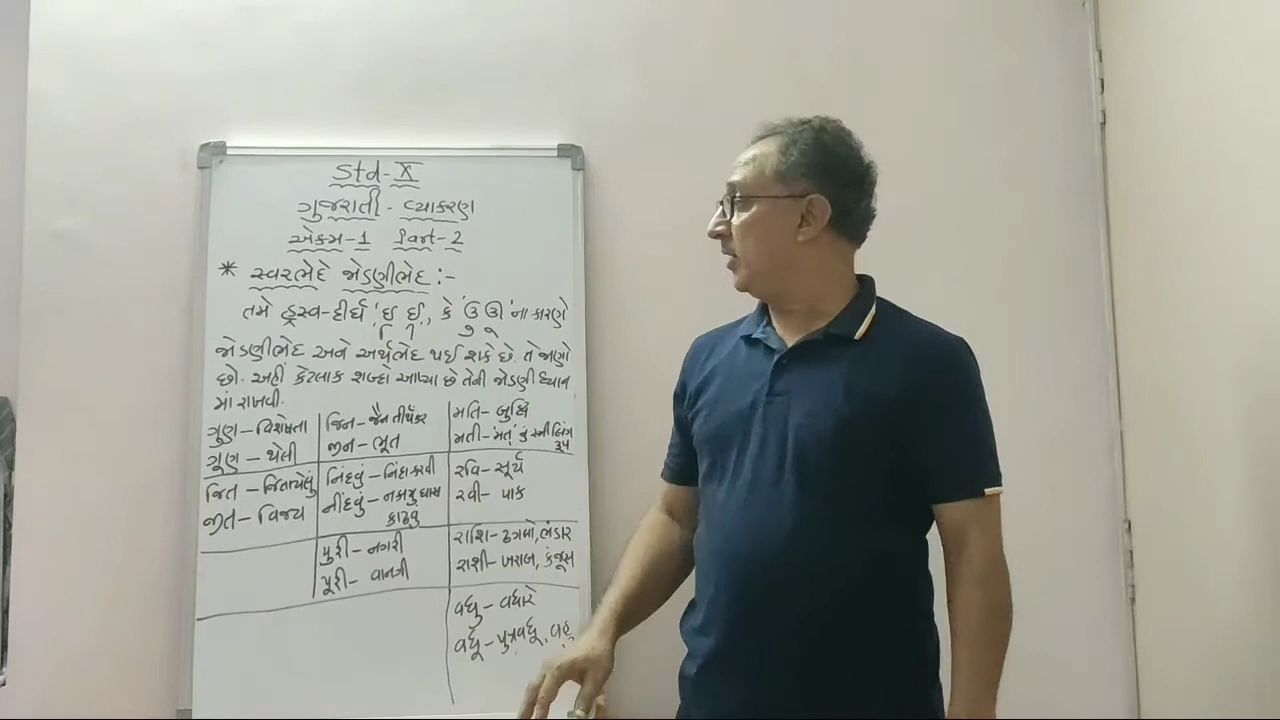 Std-X
ગુજરાતી - વ્યાકરણ
એકમ-1 Part-2
* સ્વરભેદે જોડણીભેદ :-
તમે હ્રસ્વ-દીર્ઘ 'ઇ ઈ', કે 'ઉ ઊ'ના કારણે
િ ી ુ ૂ
જોડણીભેદ અને અર્થભેદ થઈ શકે છે. તે જાણો
છો. અહીં કેટલાક શબ્દો આપ્યા છે તેની જોડણી ધ્યાન
માં રાખવી.
ગુણ - વિશેષતા
ગૂણ - થેલી
જિન - જૈન તીર્થંકર
જીન - ભૂત
મતિ - બુદ્ધિ
મતી - 'મત'નું સ્ત્રીલિંગ
રૂપ
જિત - જિતાયેલું
જીત - વિજય
નિંદવું - નિંદા કરવી
નીંદવું - નકામું ઘાસ
કાઢવું
રવિ - સૂર્ય
રવી - પાક
પુરી - નગરી
પૂરી - વાનગી
રાશિ - ઢગલો, ભંડાર
રાશી - ખરાબ, કંજૂસ
વધુ - વધારે
વધૂ - પુત્રવધૂ, વહુ